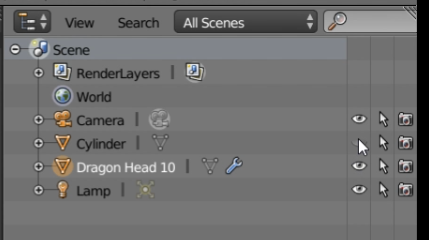 View Search All Scenes
Scene
RenderLayers
World
Camera
Cylinder
Dragon Head 10
Lamp